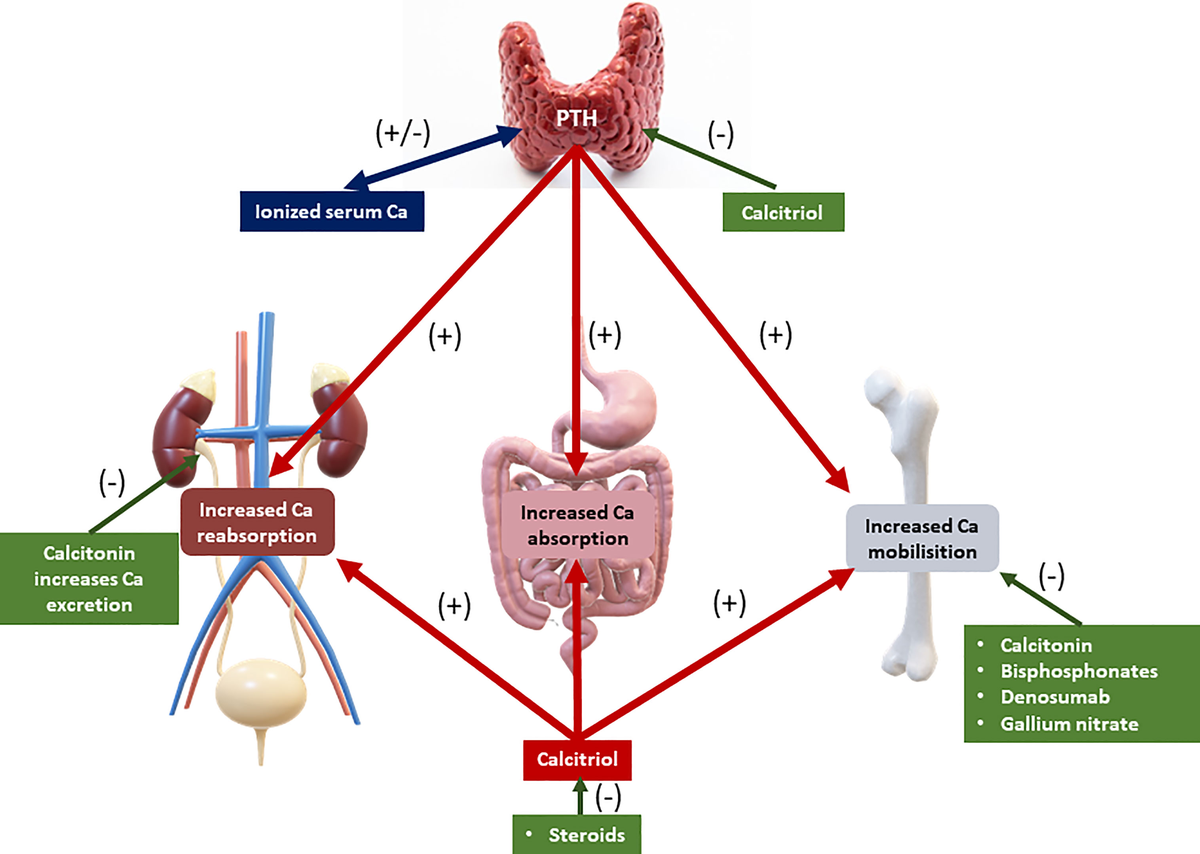 PTH
(+/-)
(-)
Ionized serum Ca
Calcitriol
(+)
(+)
(+)
(-)
Increased Ca
reabsorption
Increased Ca
absorption
Increased Ca
mobilisition
Calcitonin
increases Ca
excretion
(+)
(+)
(-)
• Calcitonin
• Bisphosphonates
• Denosumab
• Gallium nitrate
Calcitriol
(-)
• Steroids